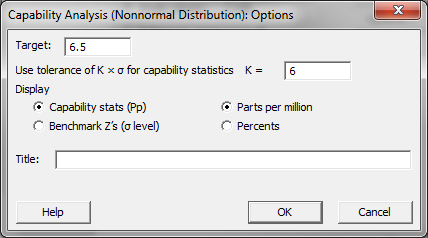 Capability Analysis (Nonnormal Distribution): Options
Target: 6.5
Use tolerance of K × σ for capability statistics K = 6
Display
Capability stats (Pp) Parts per million
Benchmark Z's (σ level) Percents
Title:
Help OK Cancel